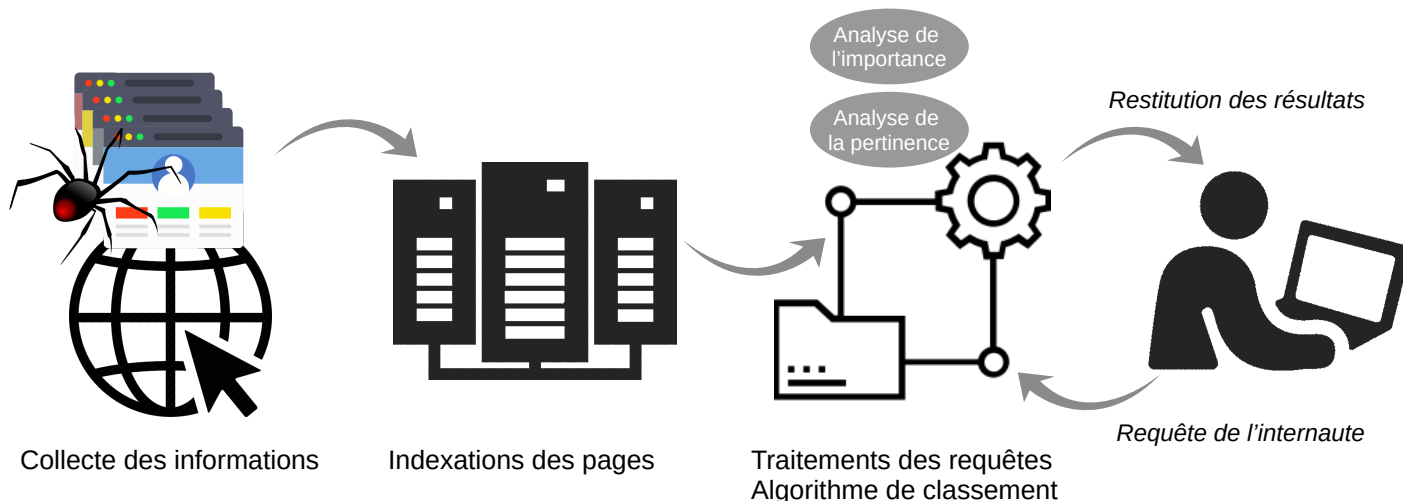 Analyse de
l’importance
Analyse de
la pertinence
Restitution des résultats
Requête de l’internaute
Collecte des informations
Indexations des pages
Traitements des requêtes
Algorithme de classement